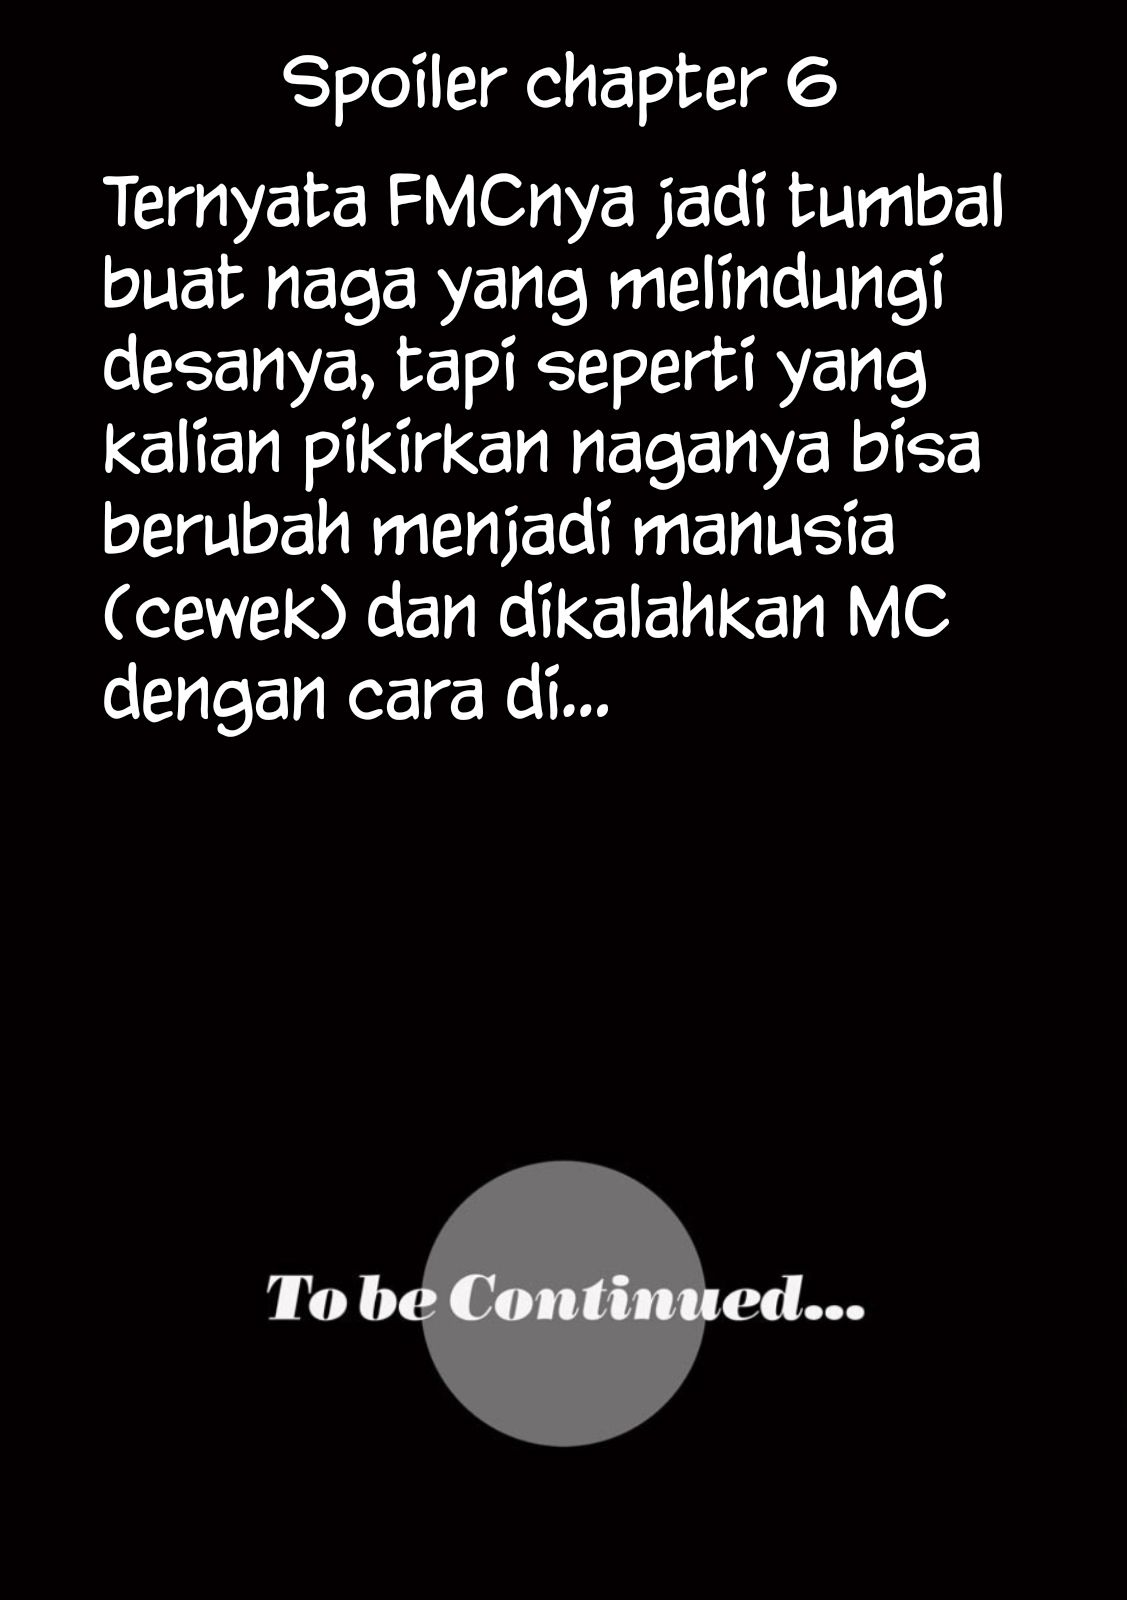 Spoiler chapter 6
Ternyata FMCnya jadi tumbal
buat naga yang melindungi
desanya, tapi seperti yang
kalian pikirkan naganya bisa
berubah menjadi manusia
(cewek) dan dikalahkan MC
dengan cara di...
To be Continued...